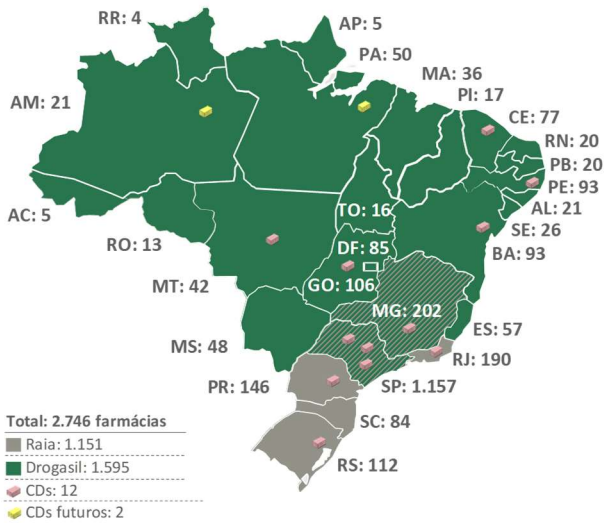 RR: 4
AP: 5
PA: 50
MA: 36
PI: 17
AM: 21
CE: 77
RN: 20
PB: 20
PE: 93
AC: 5
TO: 16
AL: 21
RO: 13
SE: 26
DF: 85
BA: 93
MT: 42
GO: 106
MG: 202
ES: 57
MS: 48
RJ: 190
PR: 146
SP: 1.157
SC: 84
RS: 112
Total: 2.746 farmácias
Raia: 1.151
Drogasil: 1.595
CDs: 12
CDs futuros: 2